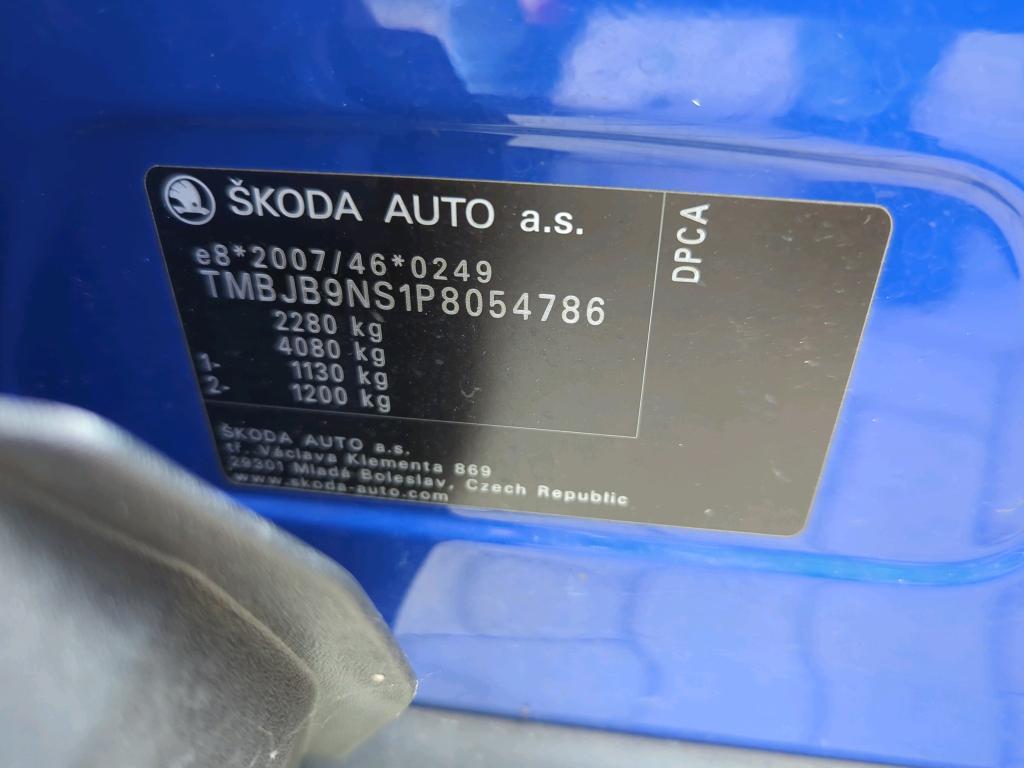 ŠKODA AUTO a.s.
e8*2007/46*0249
TMBJB9NS1P8054786
2280 kg
4080 kg
1- 1130 kg
2- 1200 kg
ŠKODA AUTO a.s.
tř. Václava Klementa 869
29301 Mladá Boleslav, Czech Republic
www.skoda-auto.com
DPCA